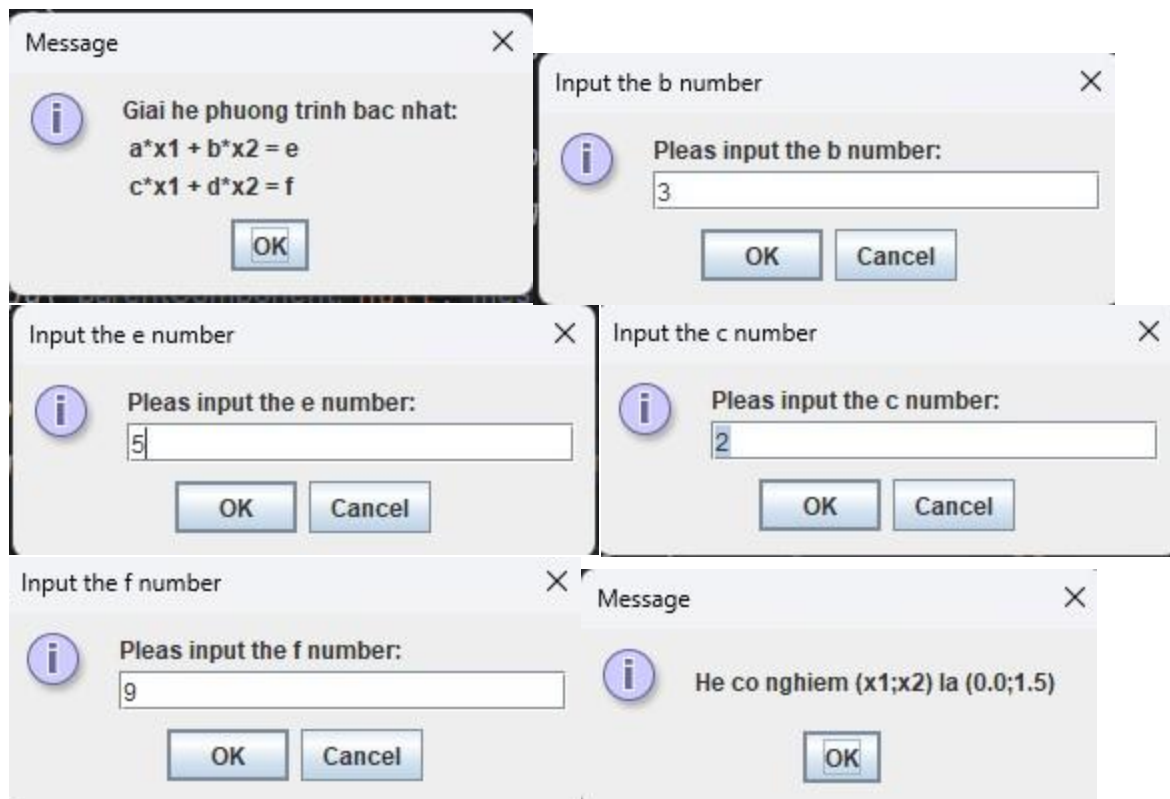 Message
Giai he phuong trinh bac nhat:
a*x1 + b*x2 = e
c*x1 + d*x2 = f
OK
Input the b number
Pleas input the b number:
3
OK Cancel
Input the e number
Pleas input the e number:
5
OK Cancel
Input the c number
Pleas input the c number:
2
OK Cancel
Input the f number
Pleas input the f number:
9
OK Cancel
Message
He co nghiem (x1;x2) la (0.0;1.5)
OK